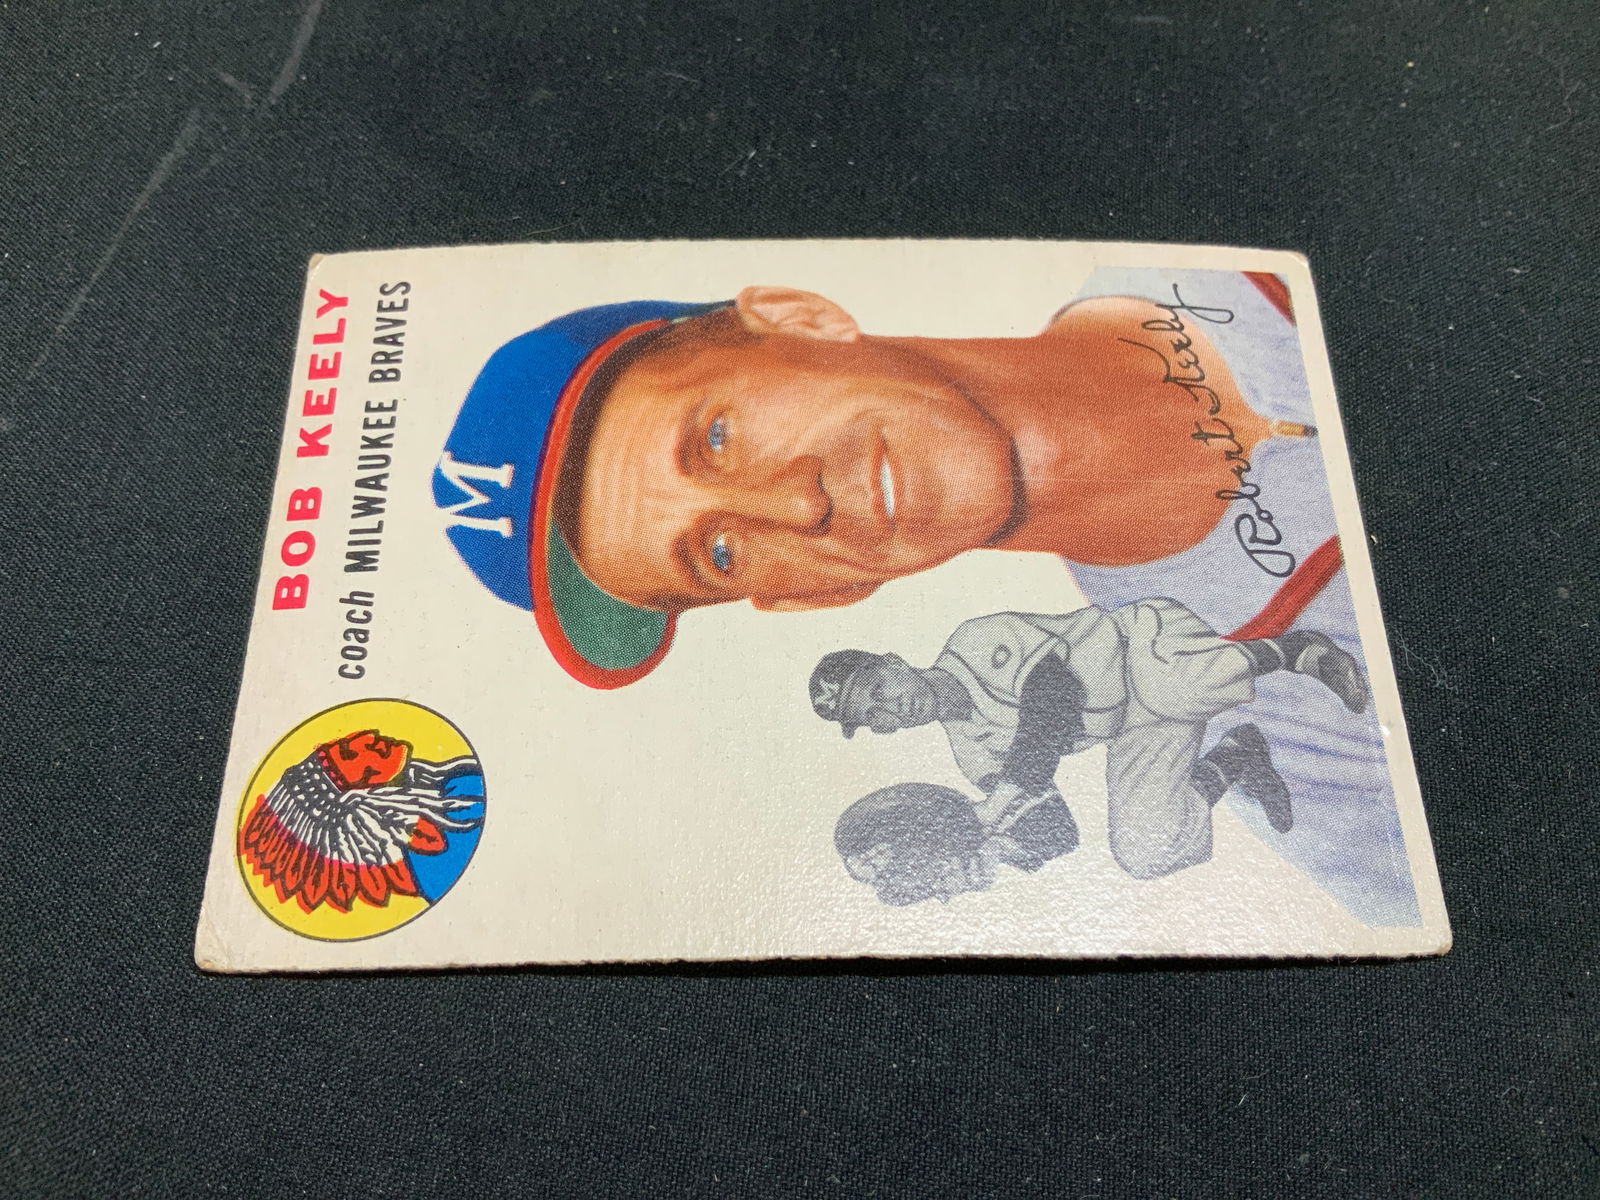 BOB KEELY
coach MILWAUKEE BRAVES
M
M
Robert Keely